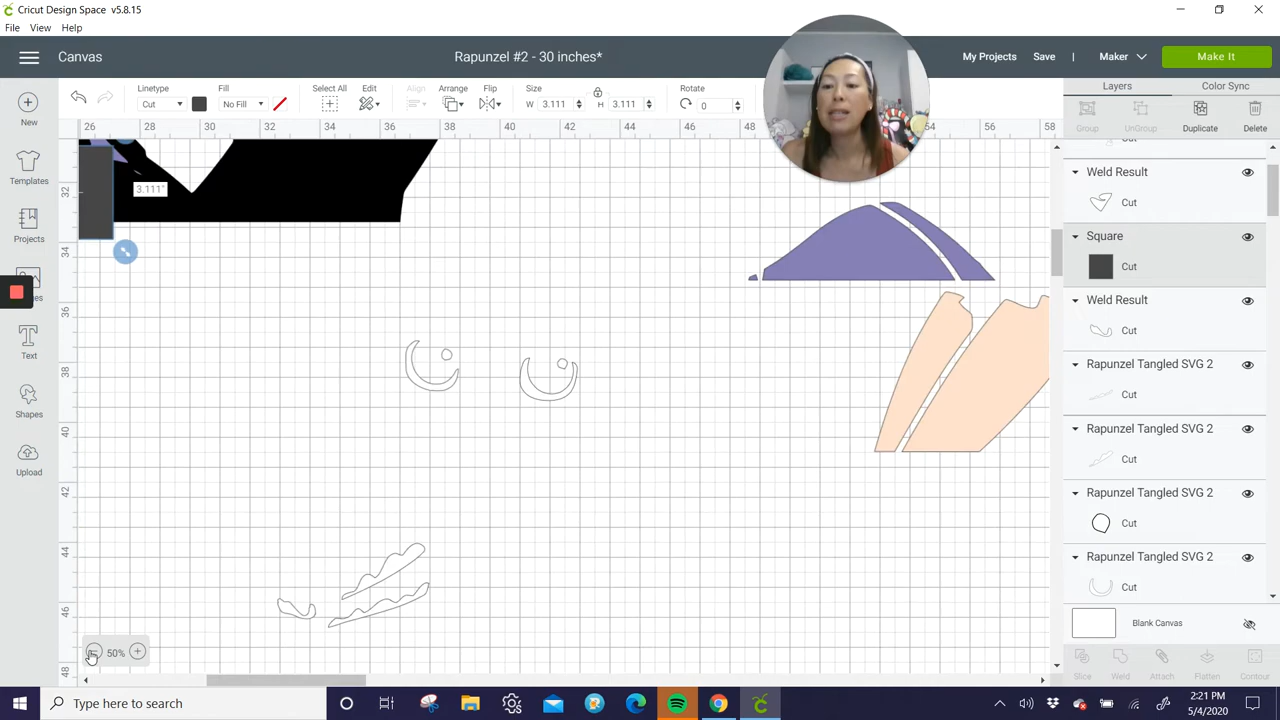 Cricut Design Space v5.8.15
File View Help
Canvas
Rapunzel #2 - 30 inches*
My Projects Save | Maker Make It
Linetype Fill Select All Edit Align Arrange Flip Size Rotate
Cut No Fill W 3.111 H 3.111 0
Layers Color Sync
Group UnGroup Duplicate Delete
New
Templates
Projects
Text
Shapes
Upload
26 28 30 32 34 36 38 40 42 44 46 48 54 56 58
32
34
36
38
40
42
44
46
48
3.111"
Cut
Weld Result
Cut
Square
Cut
Weld Result
Cut
Rapunzel Tangled SVG 2
Cut
Rapunzel Tangled SVG 2
Cut
Rapunzel Tangled SVG 2
Cut
Rapunzel Tangled SVG 2
Cut
Blank Canvas
Slice Weld Attach Flatten Contour
50%
Type here to search
2:21 PM
5/4/2020